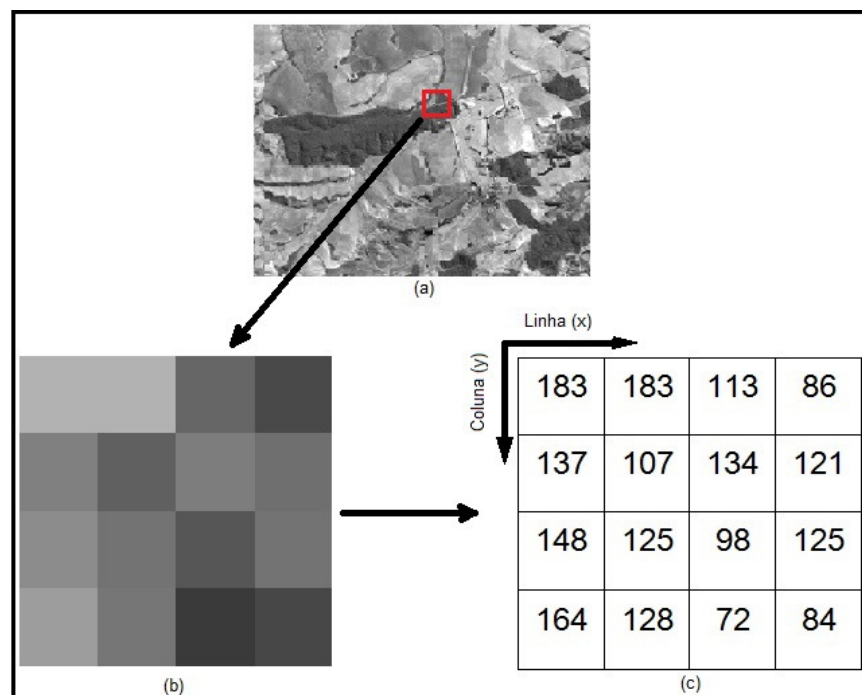 (a)
Linha (x)
Coluna (y)
183 183 113 86
137 107 134 121
148 125 98 125
164 128 72 84
(b)
(c)